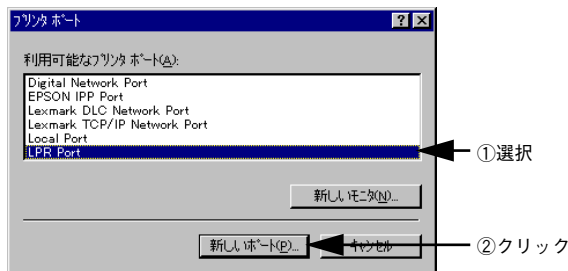 プリンタ ポート
利用可能なプリンタ ポート(A):
Digital Network Port
EPSON IPP Port
Lexmark DLC Network Port
Lexmark TCP/IP Network Port
Local Port
LPR Port
①選択
新しいモニタ(N)...
新しいポート(P)...
キャンセル
②クリック